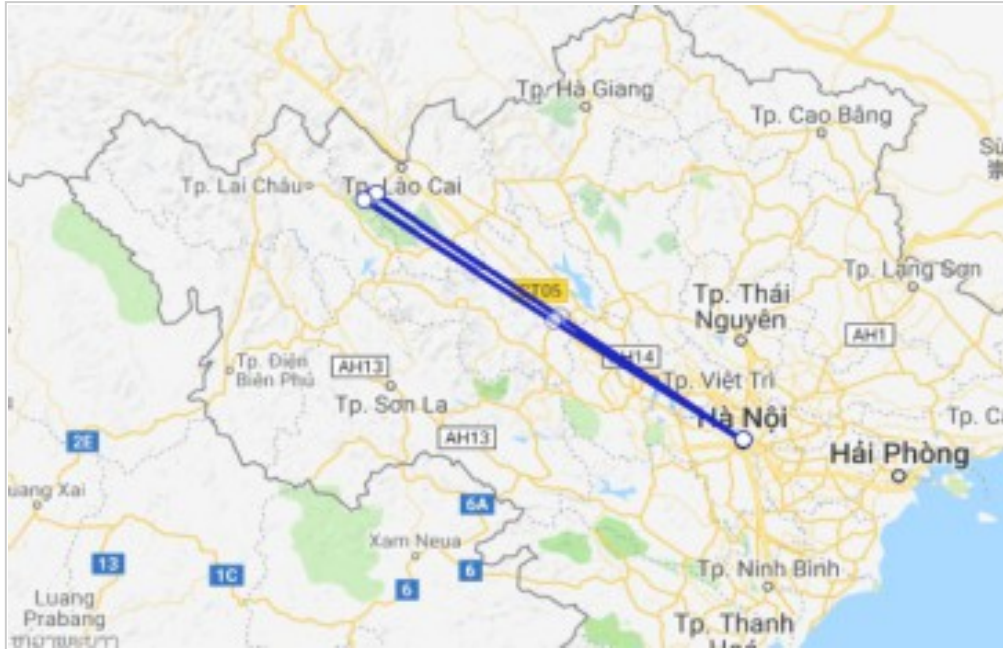 Tp. Hà Giang
Tp. Cao Bằng
Tp. Lai Châu
Tp. Lào Cai
Tp. Lạng Sơn
Tp. Thái
Nguyên
AH1
AH13
Tp. Điện
Biên Phủ
Tp. Việt Trì
Tp. Sơn La
Hà Nội
AH13
2E
Hải Phòng
6A
Xam Neua
6
13
1C
6
Tp. Ninh Bình
Luang
Prabang
Tp. Thanh